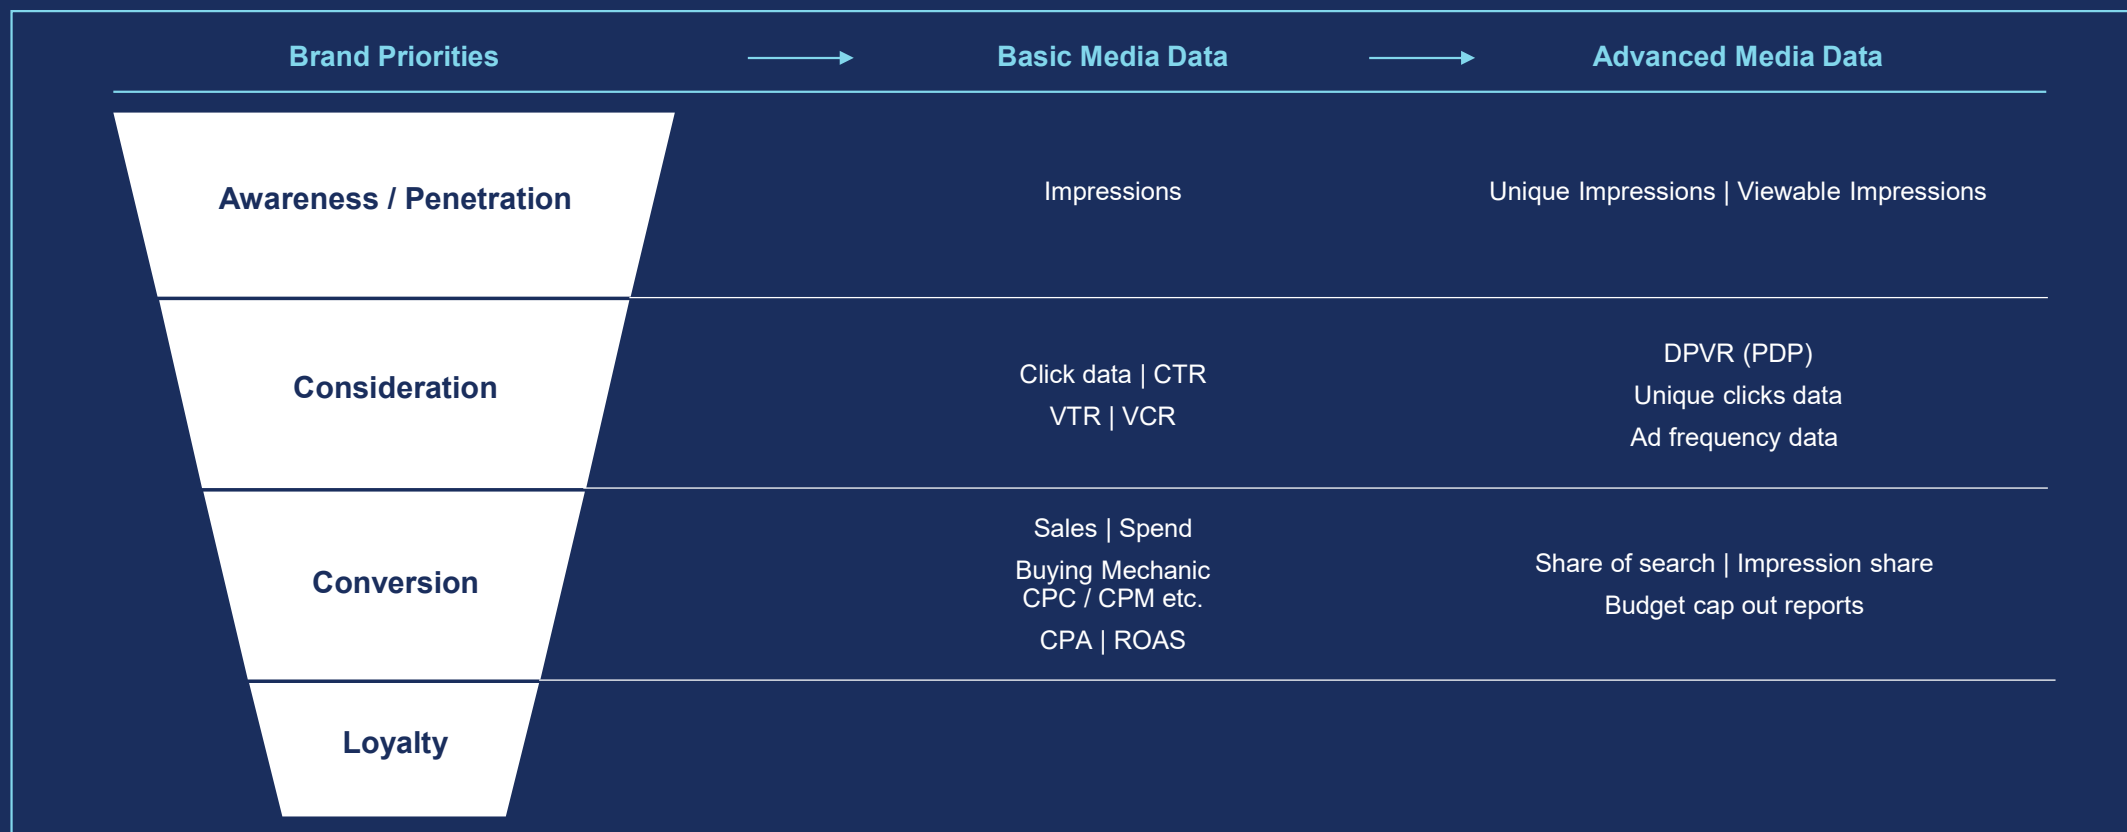 Brand Priorities
Basic Media Data
Advanced Media Data
Awareness / Penetration
Impressions
Unique Impressions | Viewable Impressions
Consideration
Click data | CTR
VTR | VCR
DPVR (PDP)
Unique clicks data
Ad frequency data
Conversion
Sales | Spend
Buying Mechanic
CPC / CPM etc.
CPA | ROAS
Share of search | Impression share
Budget cap out reports
Loyalty